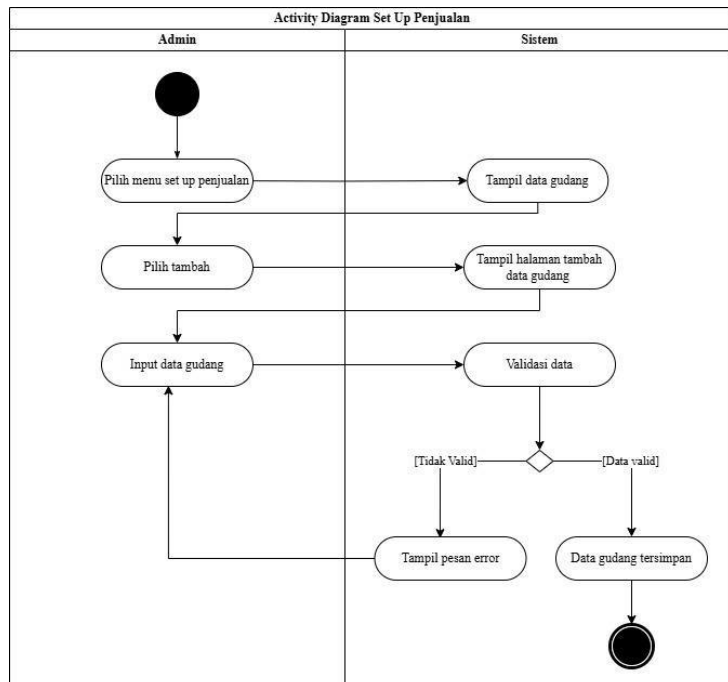 Activity Diagram Set Up Penjualan
Admin
Sistem
Pilih menu set up penjualan
Tampil data gudang
Pilih tambah
Tampil halaman tambah
data gudang
Input data gudang
Validasi data
[Tidak Valid]
[Data valid]
Tampil pesan error
Data gudang tersimpan